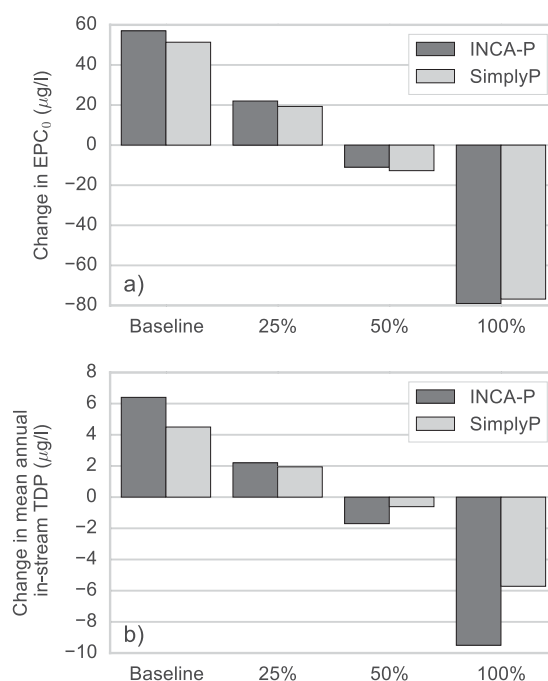 60
40
20
0
−20
−40
−60
−80
Change in EPC₀ (µg/l)
INCA-P
SimplyP
a)
Baseline 25% 50% 100%
8
6
4
2
0
−2
−4
−6
−8
−10
Change in mean annual
in-stream TDP (µg/l)
INCA-P
SimplyP
b)
Baseline 25% 50% 100%